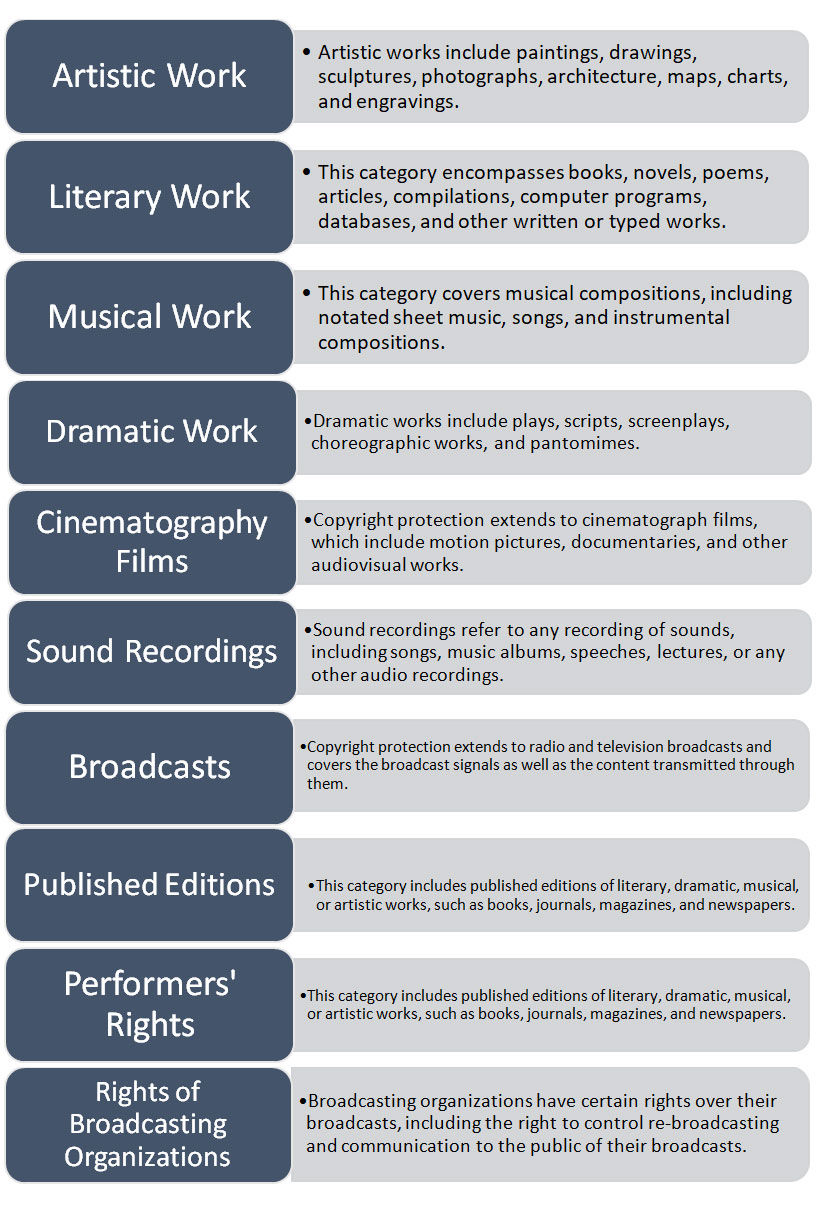 Artistic Work
• Artistic works include paintings, drawings,
sculptures, photographs, architecture, maps, charts,
and engravings.
Literary Work
• This category encompasses books, novels, poems,
articles, compilations, computer programs,
databases, and other written or typed works.
Musical Work
• This category covers musical compositions, including
notated sheet music, songs, and instrumental
compositions.
Dramatic Work
•Dramatic works include plays, scripts, screenplays,
choreographic works, and pantomimes.
Cinematography
Films
•Copyright protection extends to cinematograph films,
which include motion pictures, documentaries, and other
audiovisual works.
Sound Recordings
•Sound recordings refer to any recording of sounds,
including songs, music albums, speeches, lectures, or any
other audio recordings.
Broadcasts
•Copyright protection extends to radio and television broadcasts and
covers the broadcast signals as well as the content transmitted through
them.
Published Editions
•This category includes published editions of literary, dramatic, musical,
or artistic works, such as books, journals, magazines, and newspapers.
Performers'
Rights
•This category includes published editions of literary, dramatic, musical,
or artistic works, such as books, journals, magazines, and newspapers.
Rights of
Broadcasting
Organizations
•Broadcasting organizations have certain rights over their
broadcasts, including the right to control re-broadcasting
and communication to the public of their broadcasts.